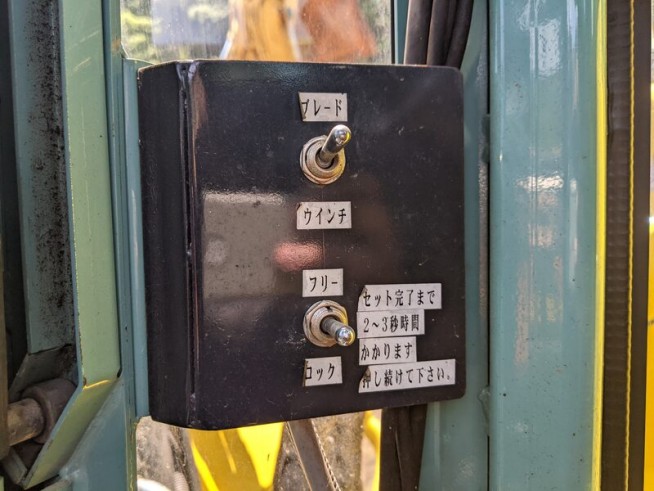 ブレード
ウインチ
フリー
ロック
セット完了まで
2〜3秒時間
かかります
押し続けて下さい。